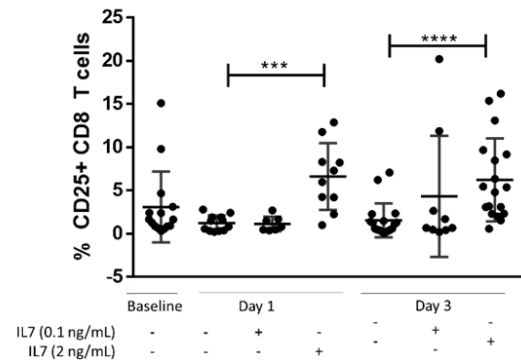 25
20
15
10
5
0
-5
% CD25+ CD8 T cells
***
****
Baseline Day 1 Day 3
IL7 (0.1 ng/mL) - - + - - + -
IL7 (2 ng/mL) - - - + - - +